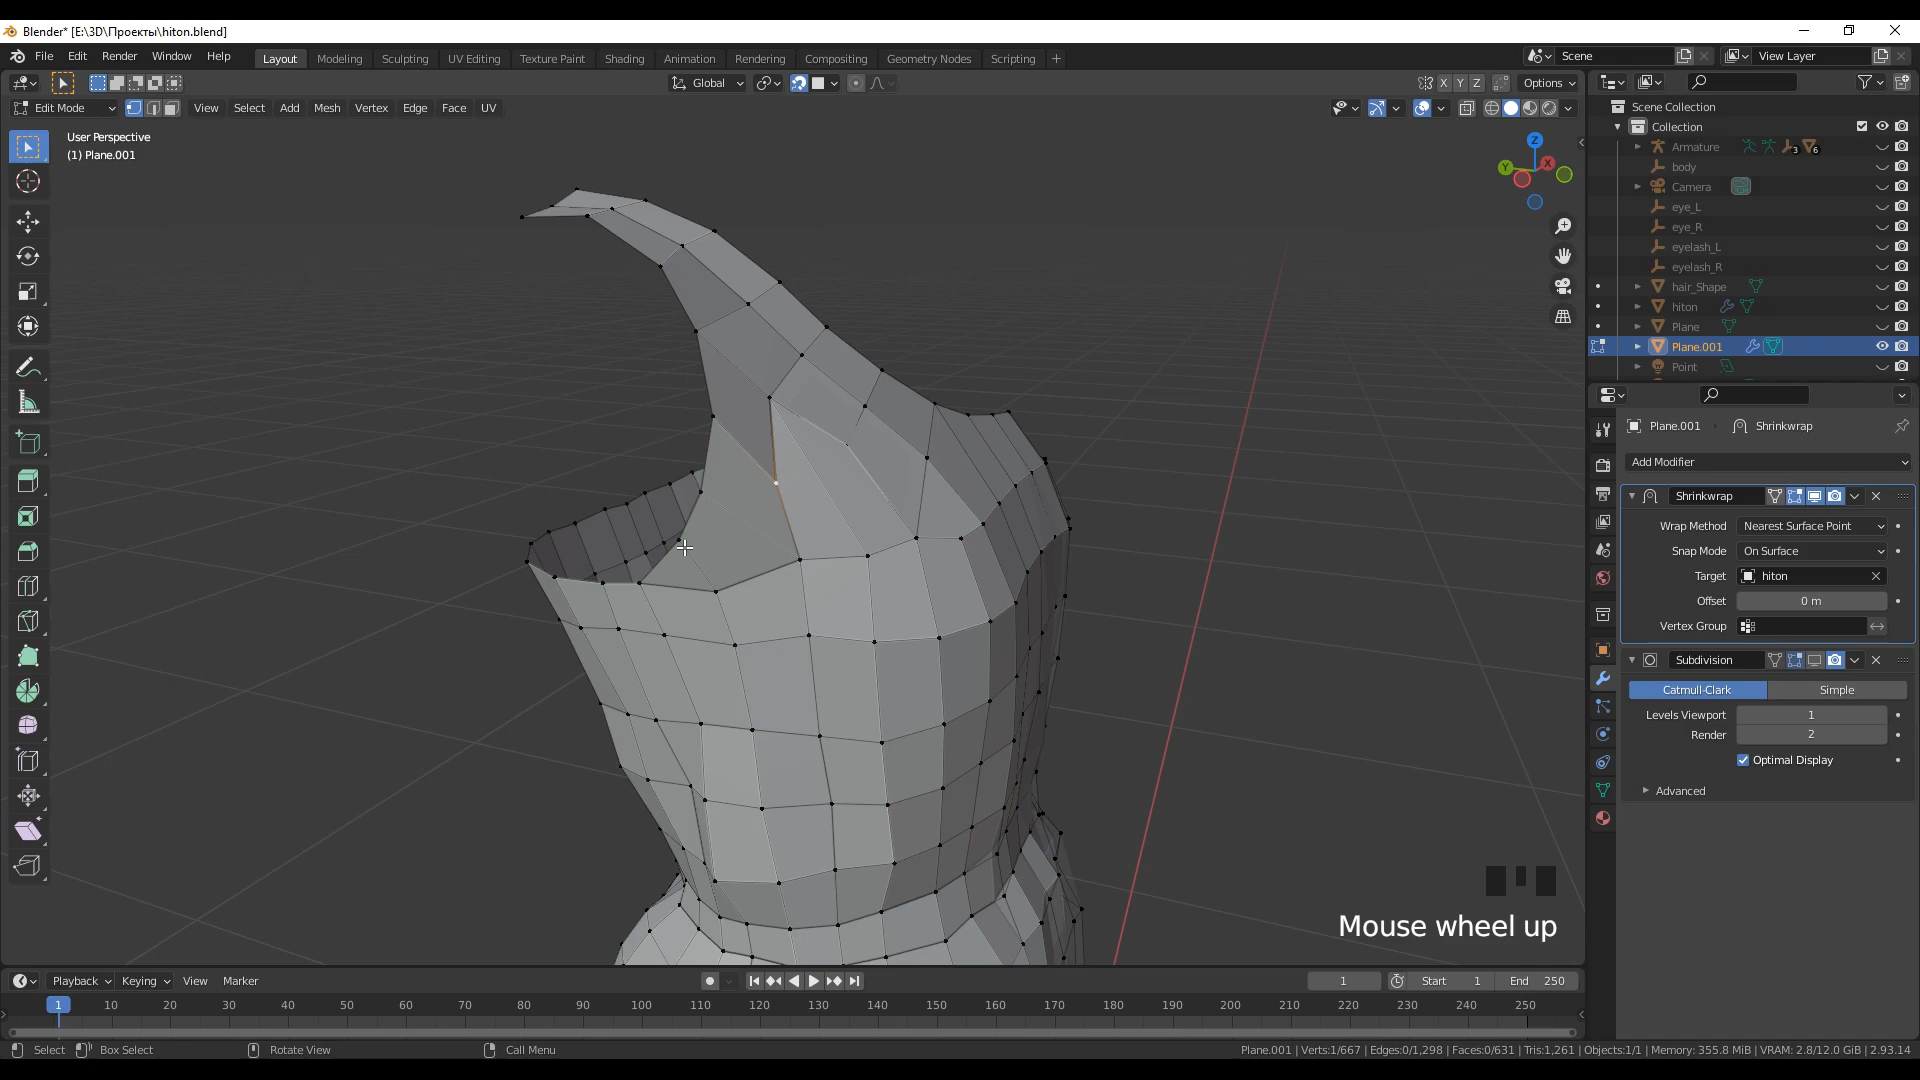 Blender* [E:\3D\Проекты\hiton.blend]
File Edit Render Window Help
Layout Modeling Sculpting UV Editing Texture Paint Shading Animation Rendering Compositing Geometry Nodes Scripting +
Scene
View Layer
Global
X Y Z
Options
Edit Mode
View Select Add Mesh Vertex Edge Face UV
User Perspective
(1) Plane.001
Z
Y
X
Scene Collection
Collection
Armature 3 6
body
Camera
eye_L
eye_R
eyelash_L
eyelash_R
hair_Shape
hiton
Plane
Plane.001
Point
Plane.001 Shrinkwrap
Add Modifier
Shrinkwrap
Wrap Method Nearest Surface Point
Snap Mode On Surface
Target hiton
Offset 0 m
Vertex Group
Subdivision
Catmull-Clark Simple
Levels Viewport 1
Render 2
Optimal Display
Advanced
Mouse wheel up
Playback Keying View Marker
1
Start 1 End 250
1 10 20 30 40 50 60 70 80 90 100 110 120 130 140 150 160 170 180 190 200 210 220 230 240 250
Select Box Select Rotate View Call Menu
Plane.001 | Verts:1/667 | Edges:0/1,298 | Faces:0/631 | Tris:1,261 | Objects:1/1 | Memory: 355.8 MiB | VRAM: 2.8/12.0 GiB | 2.93.14